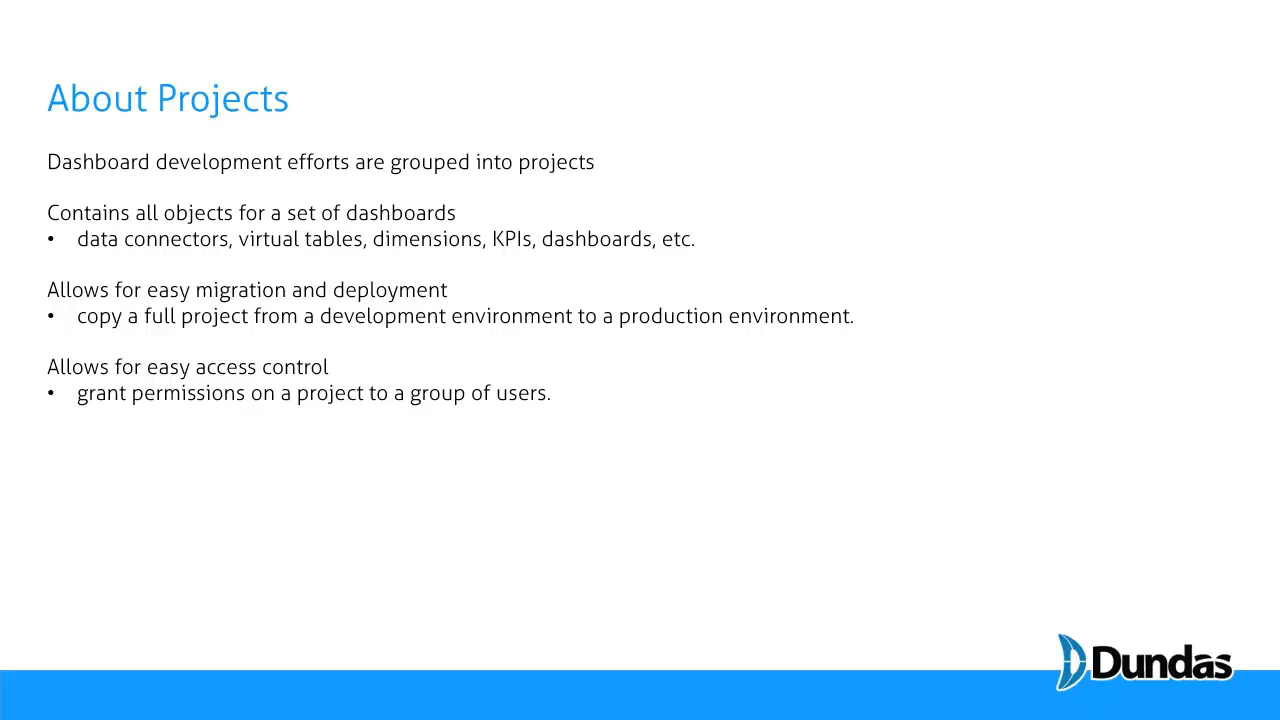 About Projects
Dashboard development efforts are grouped into projects
Contains all objects for a set of dashboards
• data connectors, virtual tables, dimensions, KPIs, dashboards, etc.
Allows for easy migration and deployment
• copy a full project from a development environment to a production environment.
Allows for easy access control
• grant permissions on a project to a group of users.
Dundas